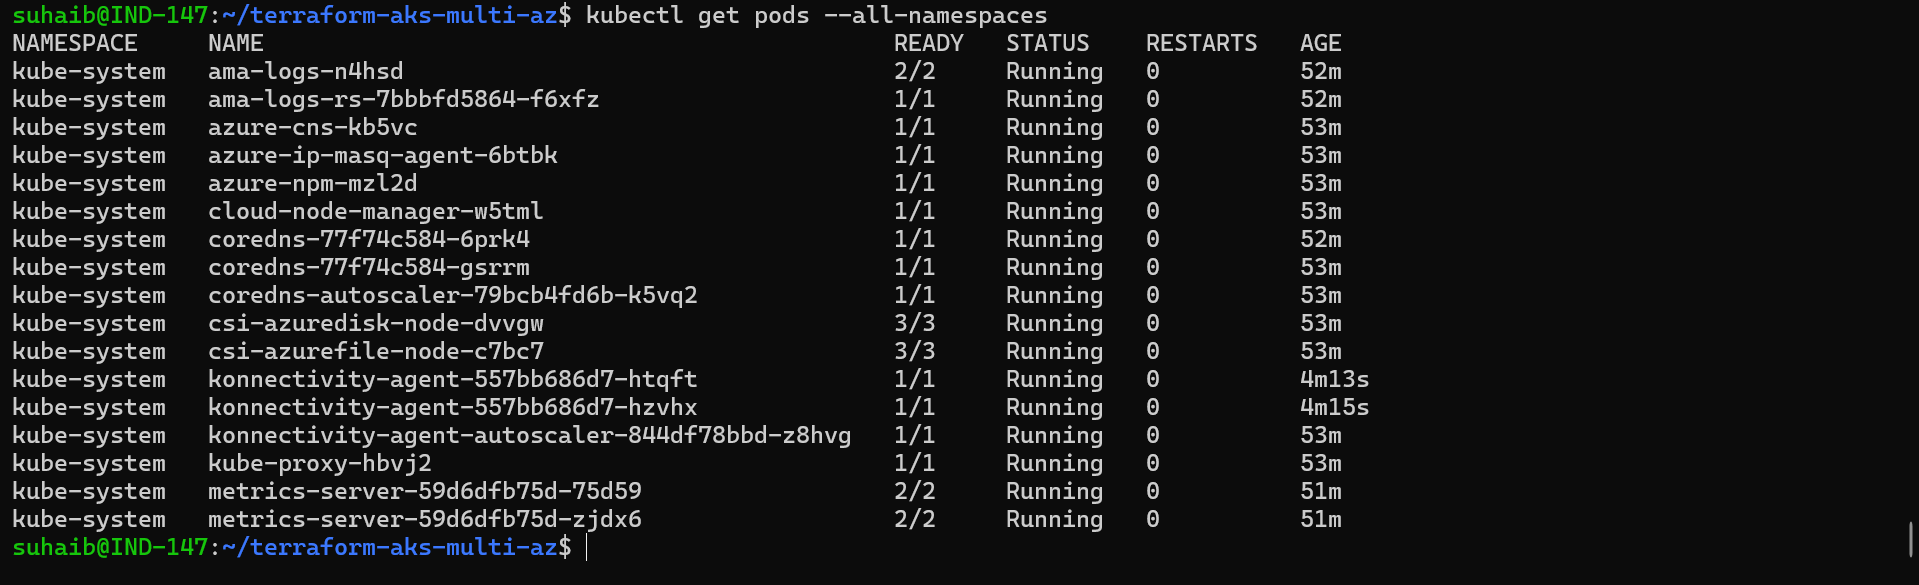 suhaib@IND-147:~/terraform-aks-multi-az$ kubectl get pods --all-namespaces
NAMESPACE     NAME                                             READY   STATUS    RESTARTS   AGE
kube-system   ama-logs-n4hsd                                   2/2     Running   0          52m
kube-system   ama-logs-rs-7bbbfd5864-f6xfz                     1/1     Running   0          52m
kube-system   azure-cns-kb5vc                                  1/1     Running   0          53m
kube-system   azure-ip-masq-agent-6btbk                        1/1     Running   0          53m
kube-system   azure-npm-mzl2d                                  1/1     Running   0          53m
kube-system   cloud-node-manager-w5tml                         1/1     Running   0          53m
kube-system   coredns-77f74c584-6prk4                          1/1     Running   0          52m
kube-system   coredns-77f74c584-gsrrm                          1/1     Running   0          53m
kube-system   coredns-autoscaler-79bcb4fd6b-k5vq2              1/1     Running   0          53m
kube-system   csi-azuredisk-node-dvvgw                         3/3     Running   0          53m
kube-system   csi-azurefile-node-c7bc7                         3/3     Running   0          53m
kube-system   konnectivity-agent-557bb686d7-htqft              1/1     Running   0          4m13s
kube-system   konnectivity-agent-557bb686d7-hzvhx              1/1     Running   0          4m15s
kube-system   konnectivity-agent-autoscaler-844df78bbd-z8hvg   1/1     Running   0          53m
kube-system   kube-proxy-hbvj2                                 1/1     Running   0          53m
kube-system   metrics-server-59d6dfb75d-75d59                  2/2     Running   0          51m
kube-system   metrics-server-59d6dfb75d-zjdx6                  2/2     Running   0          51m
suhaib@IND-147:~/terraform-aks-multi-az$